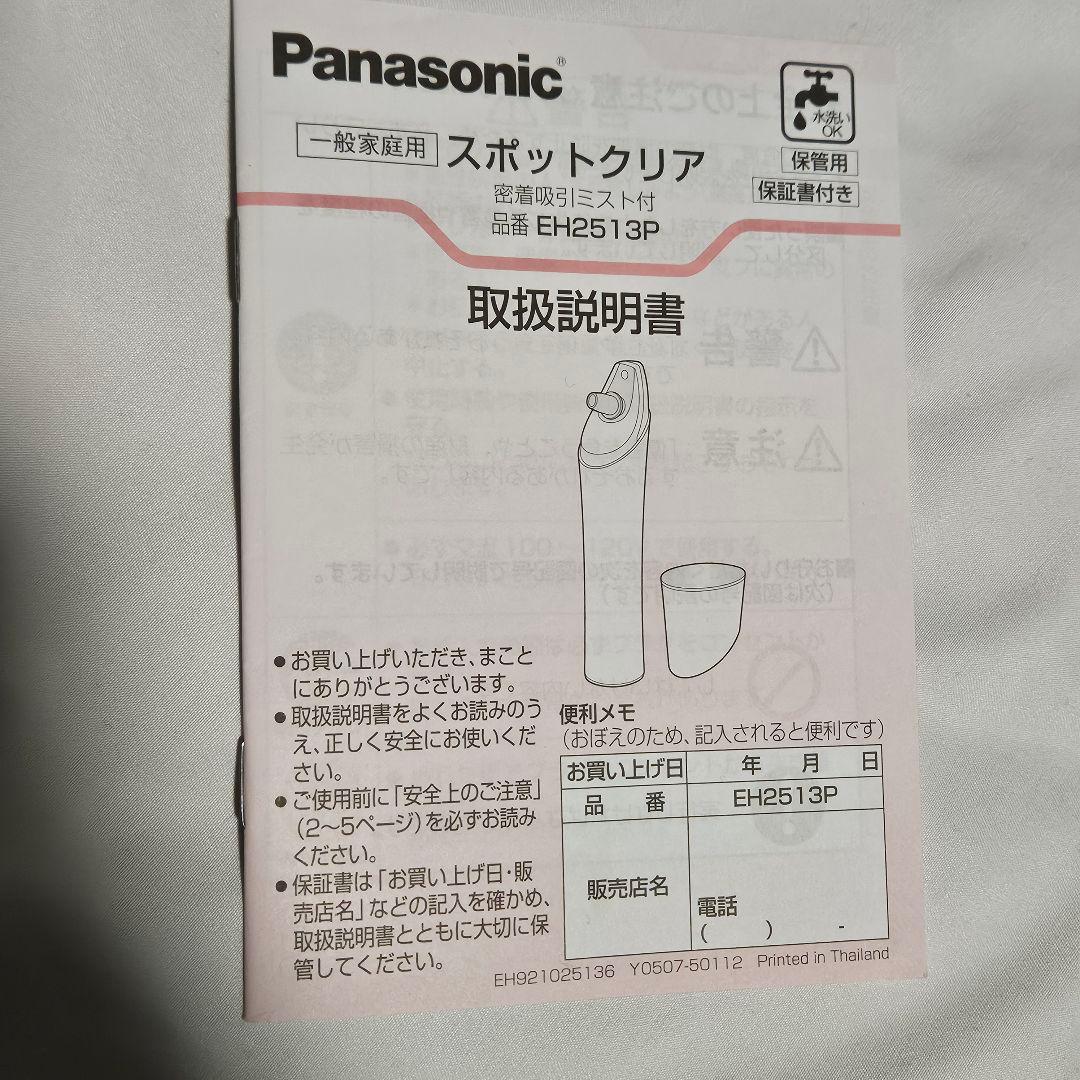 Panasonic®
水洗い
OK
一般家庭用 スポットクリア
保管用
保証書付き
密着吸引ミスト付
品番 EH2513P
取扱説明書
●お買い上げいただき、まこと
にありがとうございます。
●取扱説明書をよくお読みのう
え、正しく安全にお使いくだ
さい。
●ご使用前に「安全上のご注意」
(2〜5ページ)を必ずお読み
ください。
●保証書は「お買い上げ日・販
売店名」などの記入を確かめ、
取扱説明書とともに大切に保
管してください。
便利メモ
(おぼえのため、記入されると便利です)
お買い上げ日 年 月 日
品 番 EH2513P
販売店名
電話
( ) -
EH921025136 Y0507-50112 Printed in Thailand